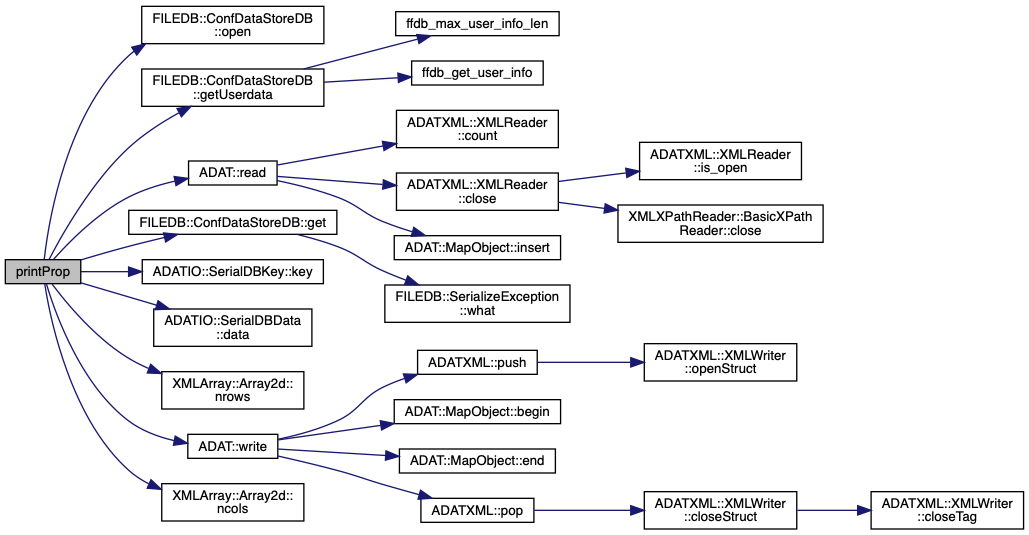 FILEDB::ConfDataStoreDB
::open
ffdb_max_user_info_len
FILEDB::ConfDataStoreDB
::getUserdata
ffdb_get_user_info
ADATXML::XMLReader
::count
ADAT::read
ADATXML::XMLReader
::close
ADATXML::XMLReader
::is_open
XMLXPathReader::BasicXPath
Reader::close
ADAT::MapObject::insert
FILEDB::ConfDataStoreDB::get
printProp
ADATIO::SerialDBKey::key
FILEDB::SerializeException
::what
ADATIO::SerialDBData
::data
ADATXML::push
ADATXML::XMLWriter
::openStruct
XMLArray::Array2d::
nrows
ADAT::MapObject::begin
ADAT::write
ADAT::MapObject::end
XMLArray::Array2d::
ncols
ADATXML::pop
ADATXML::XMLWriter
::closeStruct
ADATXML::XMLWriter
::closeTag